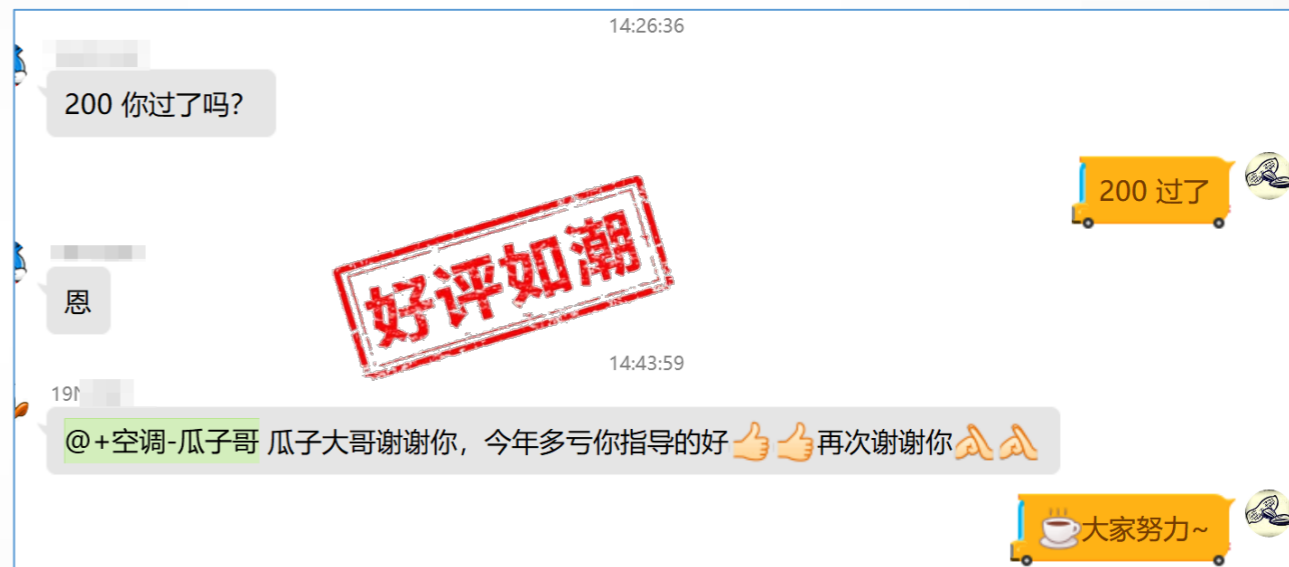 14:26:36
200 你过了吗?
200 过了
好评如潮
恩
14:43:59
19
@+空调-瓜子哥 瓜子大哥谢谢你，今年多亏你指导的好👍👍再次谢谢你🙏🙏
☕大家努力~